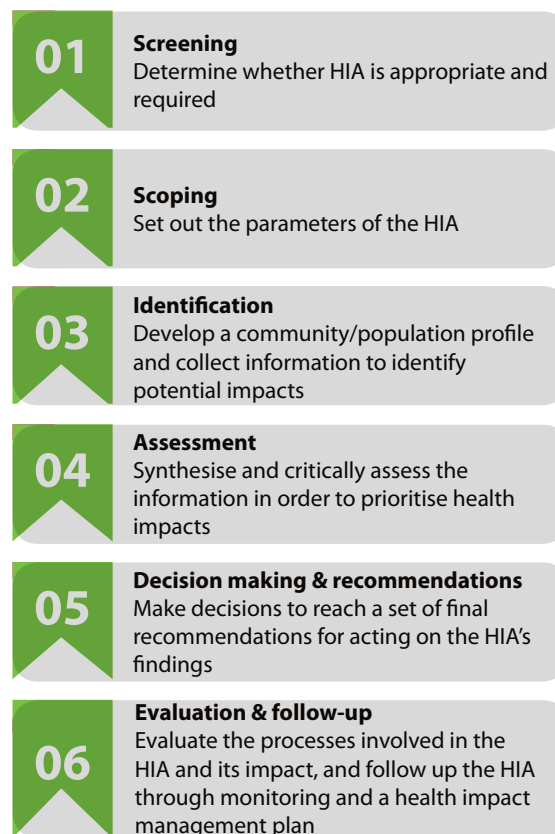 01
Screening
Determine whether HIA is appropriate and
required
02
Scoping
Set out the parameters of the HIA
03
Identification
Develop a community/population profile
and collect information to identify
potential impacts
04
Assessment
Synthesise and critically assess the
information in order to prioritise health
impacts
05
Decision making & recommendations
Make decisions to reach a set of final
recommendations for acting on the HIA's
findings
06
Evaluation & follow-up
Evaluate the processes involved in the
HIA and its impact, and follow up the HIA
through monitoring and a health impact
management plan